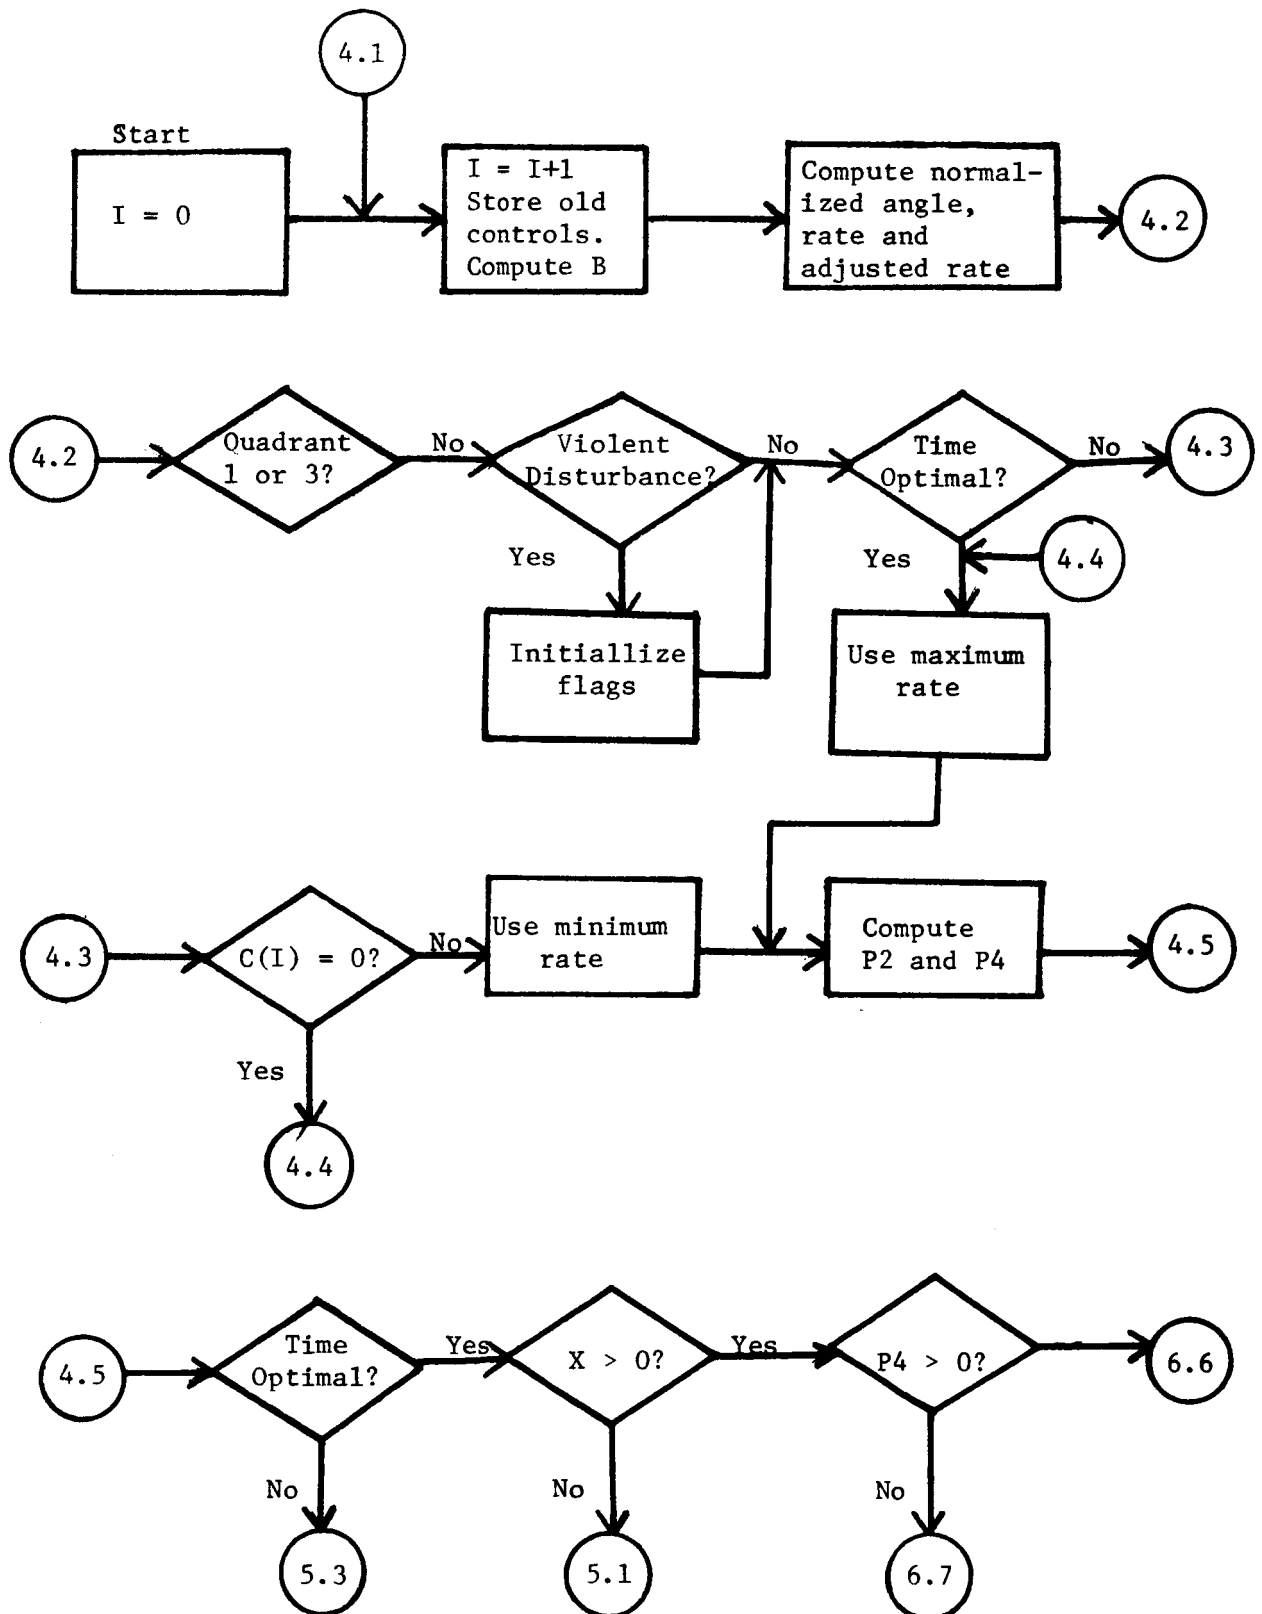 4.1
Start
I = 0
I = I+1
Store old
controls.
Compute B
Compute normal-
ized angle,
rate and
adjusted rate
4.2
4.2
Quadrant
1 or 3?
No
Violent
Disturbance?
No
Time
Optimal?
No
4.3
Yes
Yes
4.4
Initiallize
flags
Use maximum
rate
4.3
C(I) = 0?
No
Use minimum
rate
Compute
P2 and P4
4.5
Yes
4.4
4.5
Time
Optimal?
Yes
X > 0?
Yes
P4 > 0?
6.6
No
No
No
5.3
5.1
6.7